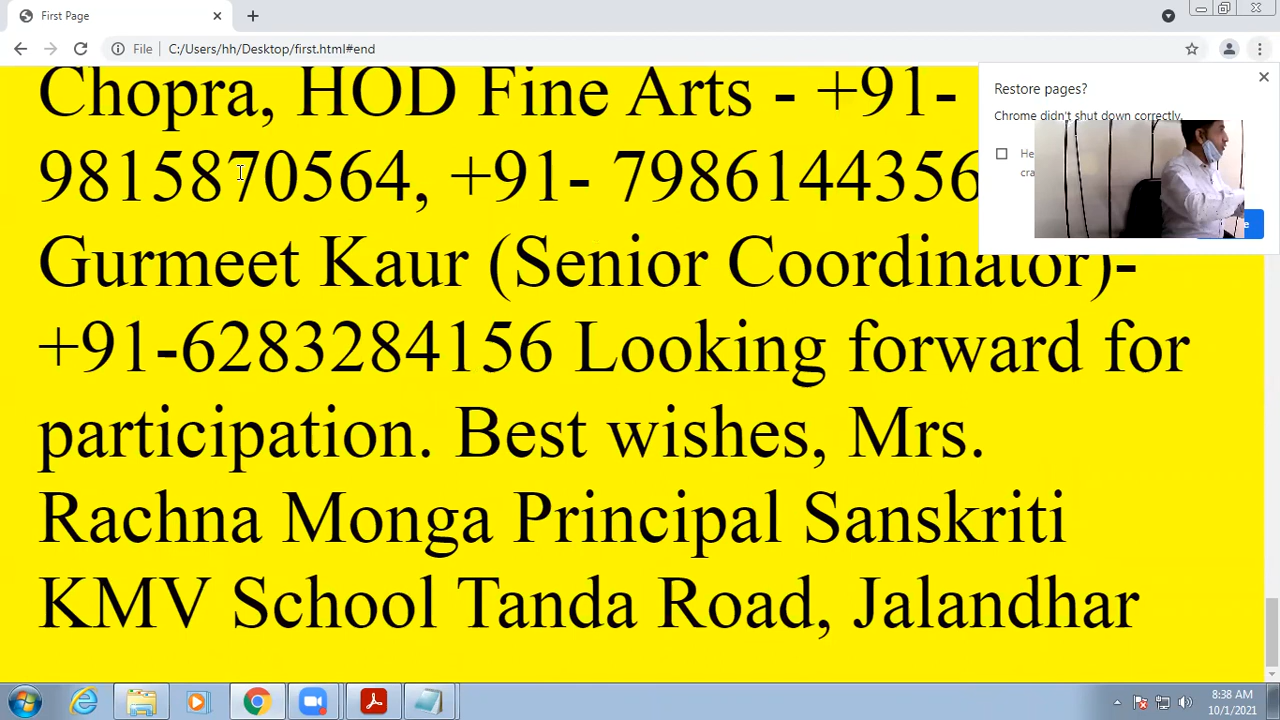 First Page
File C:/Users/hh/Desktop/first.html#end
Restore pages?
Chrome didn't shut down correctly.
Chopra, HOD Fine Arts - +91-
9815870564, +91- 7986144356
Gurmeet Kaur (Senior Coordinator)-
+91-6283284156 Looking forward for
participation. Best wishes, Mrs.
Rachna Monga Principal Sanskriti
KMV School Tanda Road, Jalandhar
8:38 AM
10/1/2021